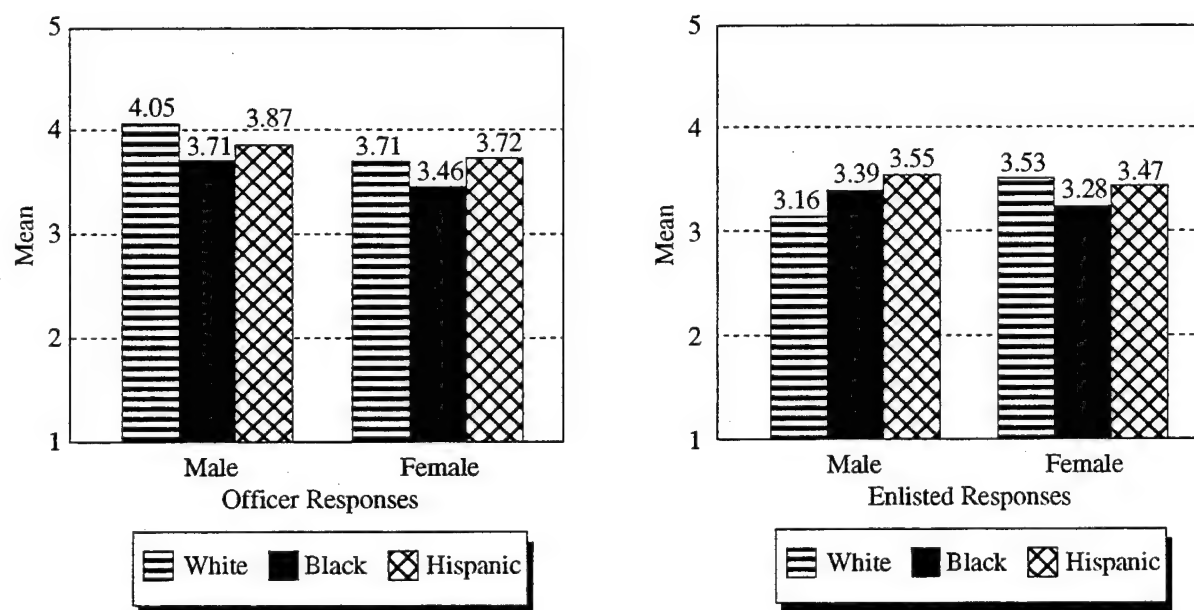 5
4
3
2
1
Mean
4.05
3.71
3.87
3.71
3.46
3.72
Male
Female
Officer Responses
White
Black
Hispanic
5
4
3
2
1
Mean
3.16
3.39
3.55
3.53
3.28
3.47
Male
Female
Enlisted Responses
White
Black
Hispanic